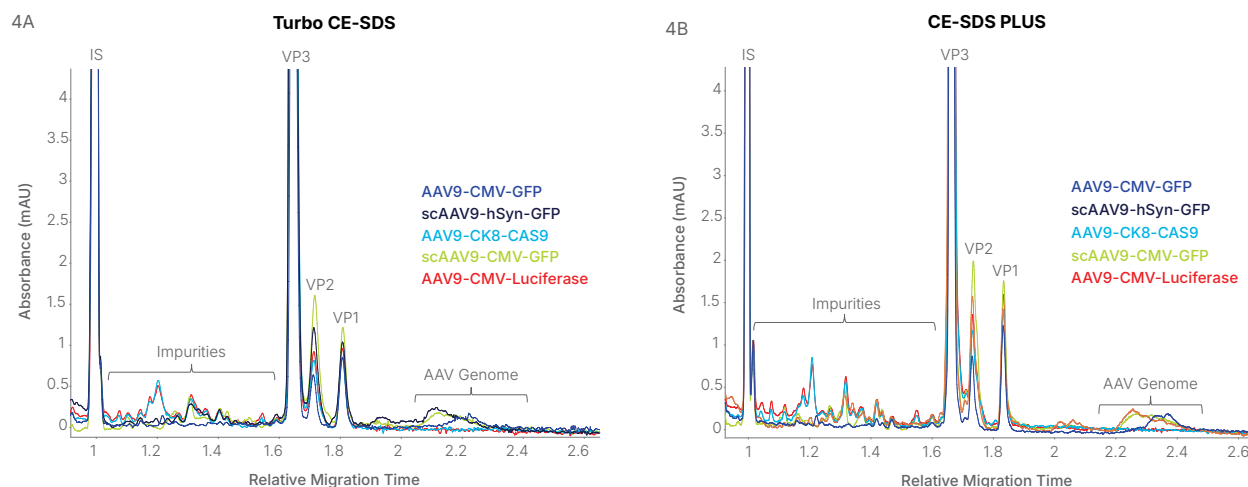 4A
Turbo CE-SDS
IS
VP3
4
3.5
3
2.5
2
1.5
1
0.5
0
Absorbance (mAU)
AAV9-CMV-GFP
scAAV9-hSyn-GFP
AAV9-CK8-CAS9
scAAV9-CMV-GFP
AAV9-CMV-Luciferase
VP2
VP1
Impurities
AAV Genome
1
1.2
1.4
1.6
1.8
2
2.2
2.4
2.6
Relative Migration Time
4B
CE-SDS PLUS
IS
VP3
4
3.5
3
2.5
2
1.5
1
0.5
0
Absorbance (mAU)
AAV9-CMV-GFP
scAAV9-hSyn-GFP
AAV9-CK8-CAS9
scAAV9-CMV-GFP
AAV9-CMV-Luciferase
VP2
VP1
Impurities
AAV Genome
1
1.2
1.4
1.6
1.8
2
2.2
2.4
2.6
Relative Migration Time